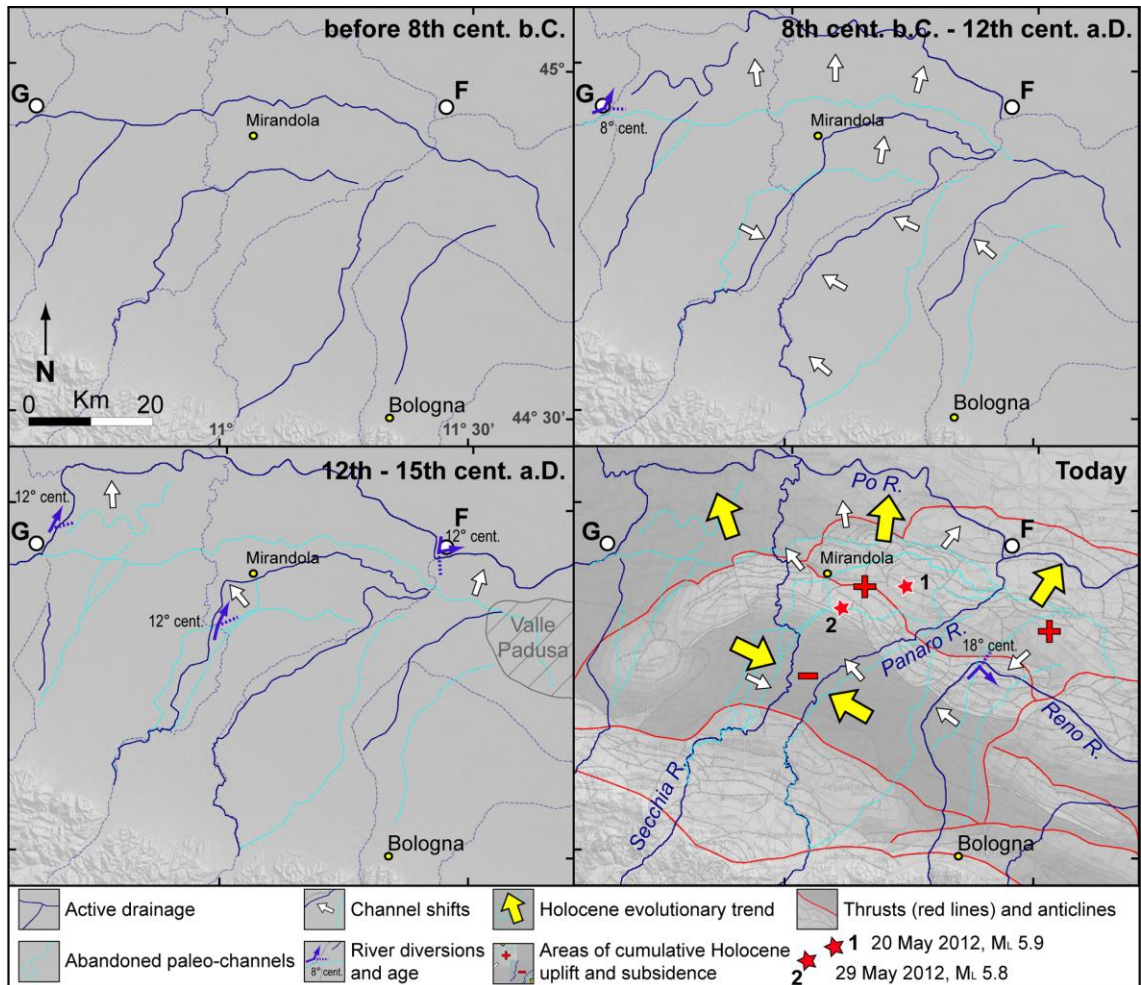 before 8th cent. b.C.
G
F
Mirandola
N
Km
0 20
Bologna
11°
11° 30'
45°
44° 30'
8th cent. b.C. - 12th cent. a.D.
G
8° cent.
F
Mirandola
Bologna
12th - 15th cent. a.D.
12° cent.
G
F
12° cent.
Mirandola
12° cent.
Valle
Padusa
Bologna
Today
Po R.
G
F
Mirandola
1
2
Panaro R.
18° cent.
Reno R.
Secchia R.
Bologna
Active drainage
Abandoned paleo-channels
Channel shifts
8° cent.
River diversions
and age
Holocene evolutionary trend
Areas of cumulative Holocene
uplift and subsidence
Thrusts (red lines) and anticlines
1 20 May 2012, ML 5.9
2 29 May 2012, ML 5.8